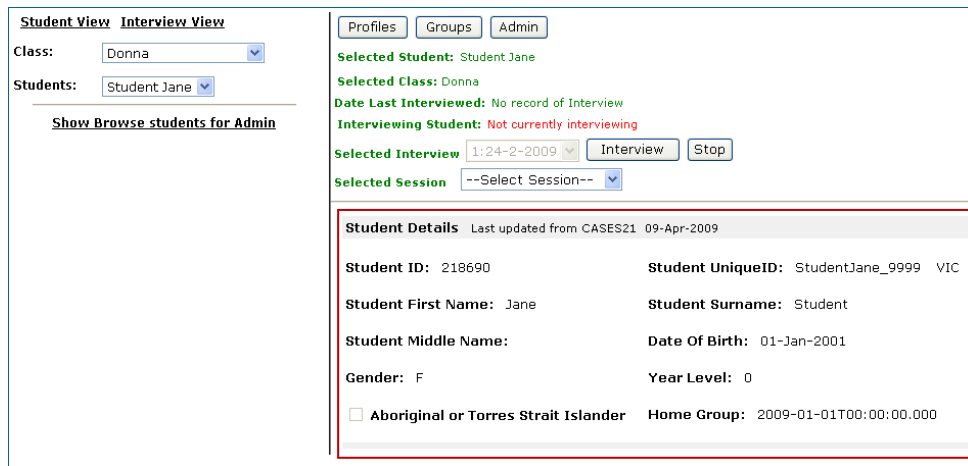 Student View Interview View
Class: Donna
Students: Student Jane
Show Browse students for Admin
Profiles Groups Admin
Selected Student: Student Jane
Selected Class: Donna
Date Last Interviewed: No record of Interview
Interviewing Student: Not currently interviewing
Selected Interview 1:24-2-2009 Interview Stop
Selected Session --Select Session--
Student Details Last updated from CASES21 09-Apr-2009
Student ID: 218690 Student UniqueID: StudentJane_9999 VIC
Student First Name: Jane Student Surname: Student
Student Middle Name: Date Of Birth: 01-Jan-2001
Gender: F Year Level: 0
Aboriginal or Torres Strait Islander Home Group: 2009-01-01T00:00:00.000